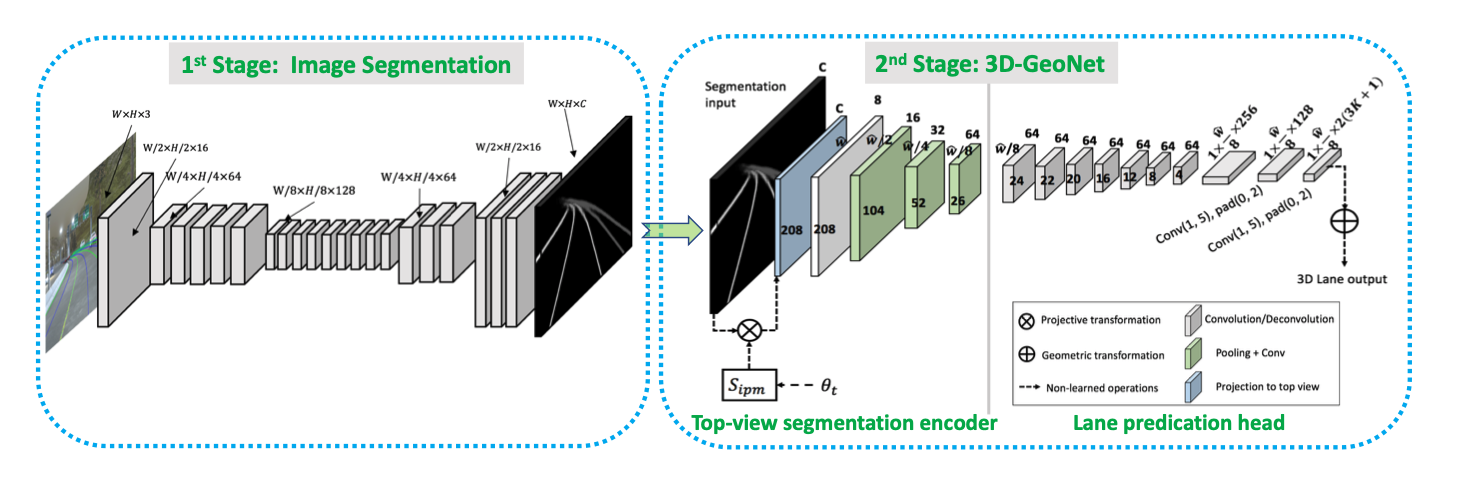 1st Stage: Image Segmentation
W×H×3
W/2×H/2×16
W/4×H/4×64
W/8×H/8×128
W/4×H/4×64
W/2×H/2×16
W×H×C
2nd Stage: 3D-GeoNet
Segmentation
input
C
C
8
16
32
64
ŵ
ŵ/2
ŵ/4
ŵ/8
208
208
104
52
26
S_ipm
θ_t
Top-view segmentation encoder
ŵ/8
64
64
64
64
64
64
64
24
22
20
16
12
8
4
1×ŵ/8×256
1×ŵ/8×128
1×ŵ/8×2(3K + 1)
Conv(1, 5), pad(0, 2)
Conv(1, 5), pad(0, 2)
3D Lane output
Projective transformation
Convolution/Deconvolution
Geometric transformation
Pooling + Conv
Non-learned operations
Projection to top view
Lane predication head